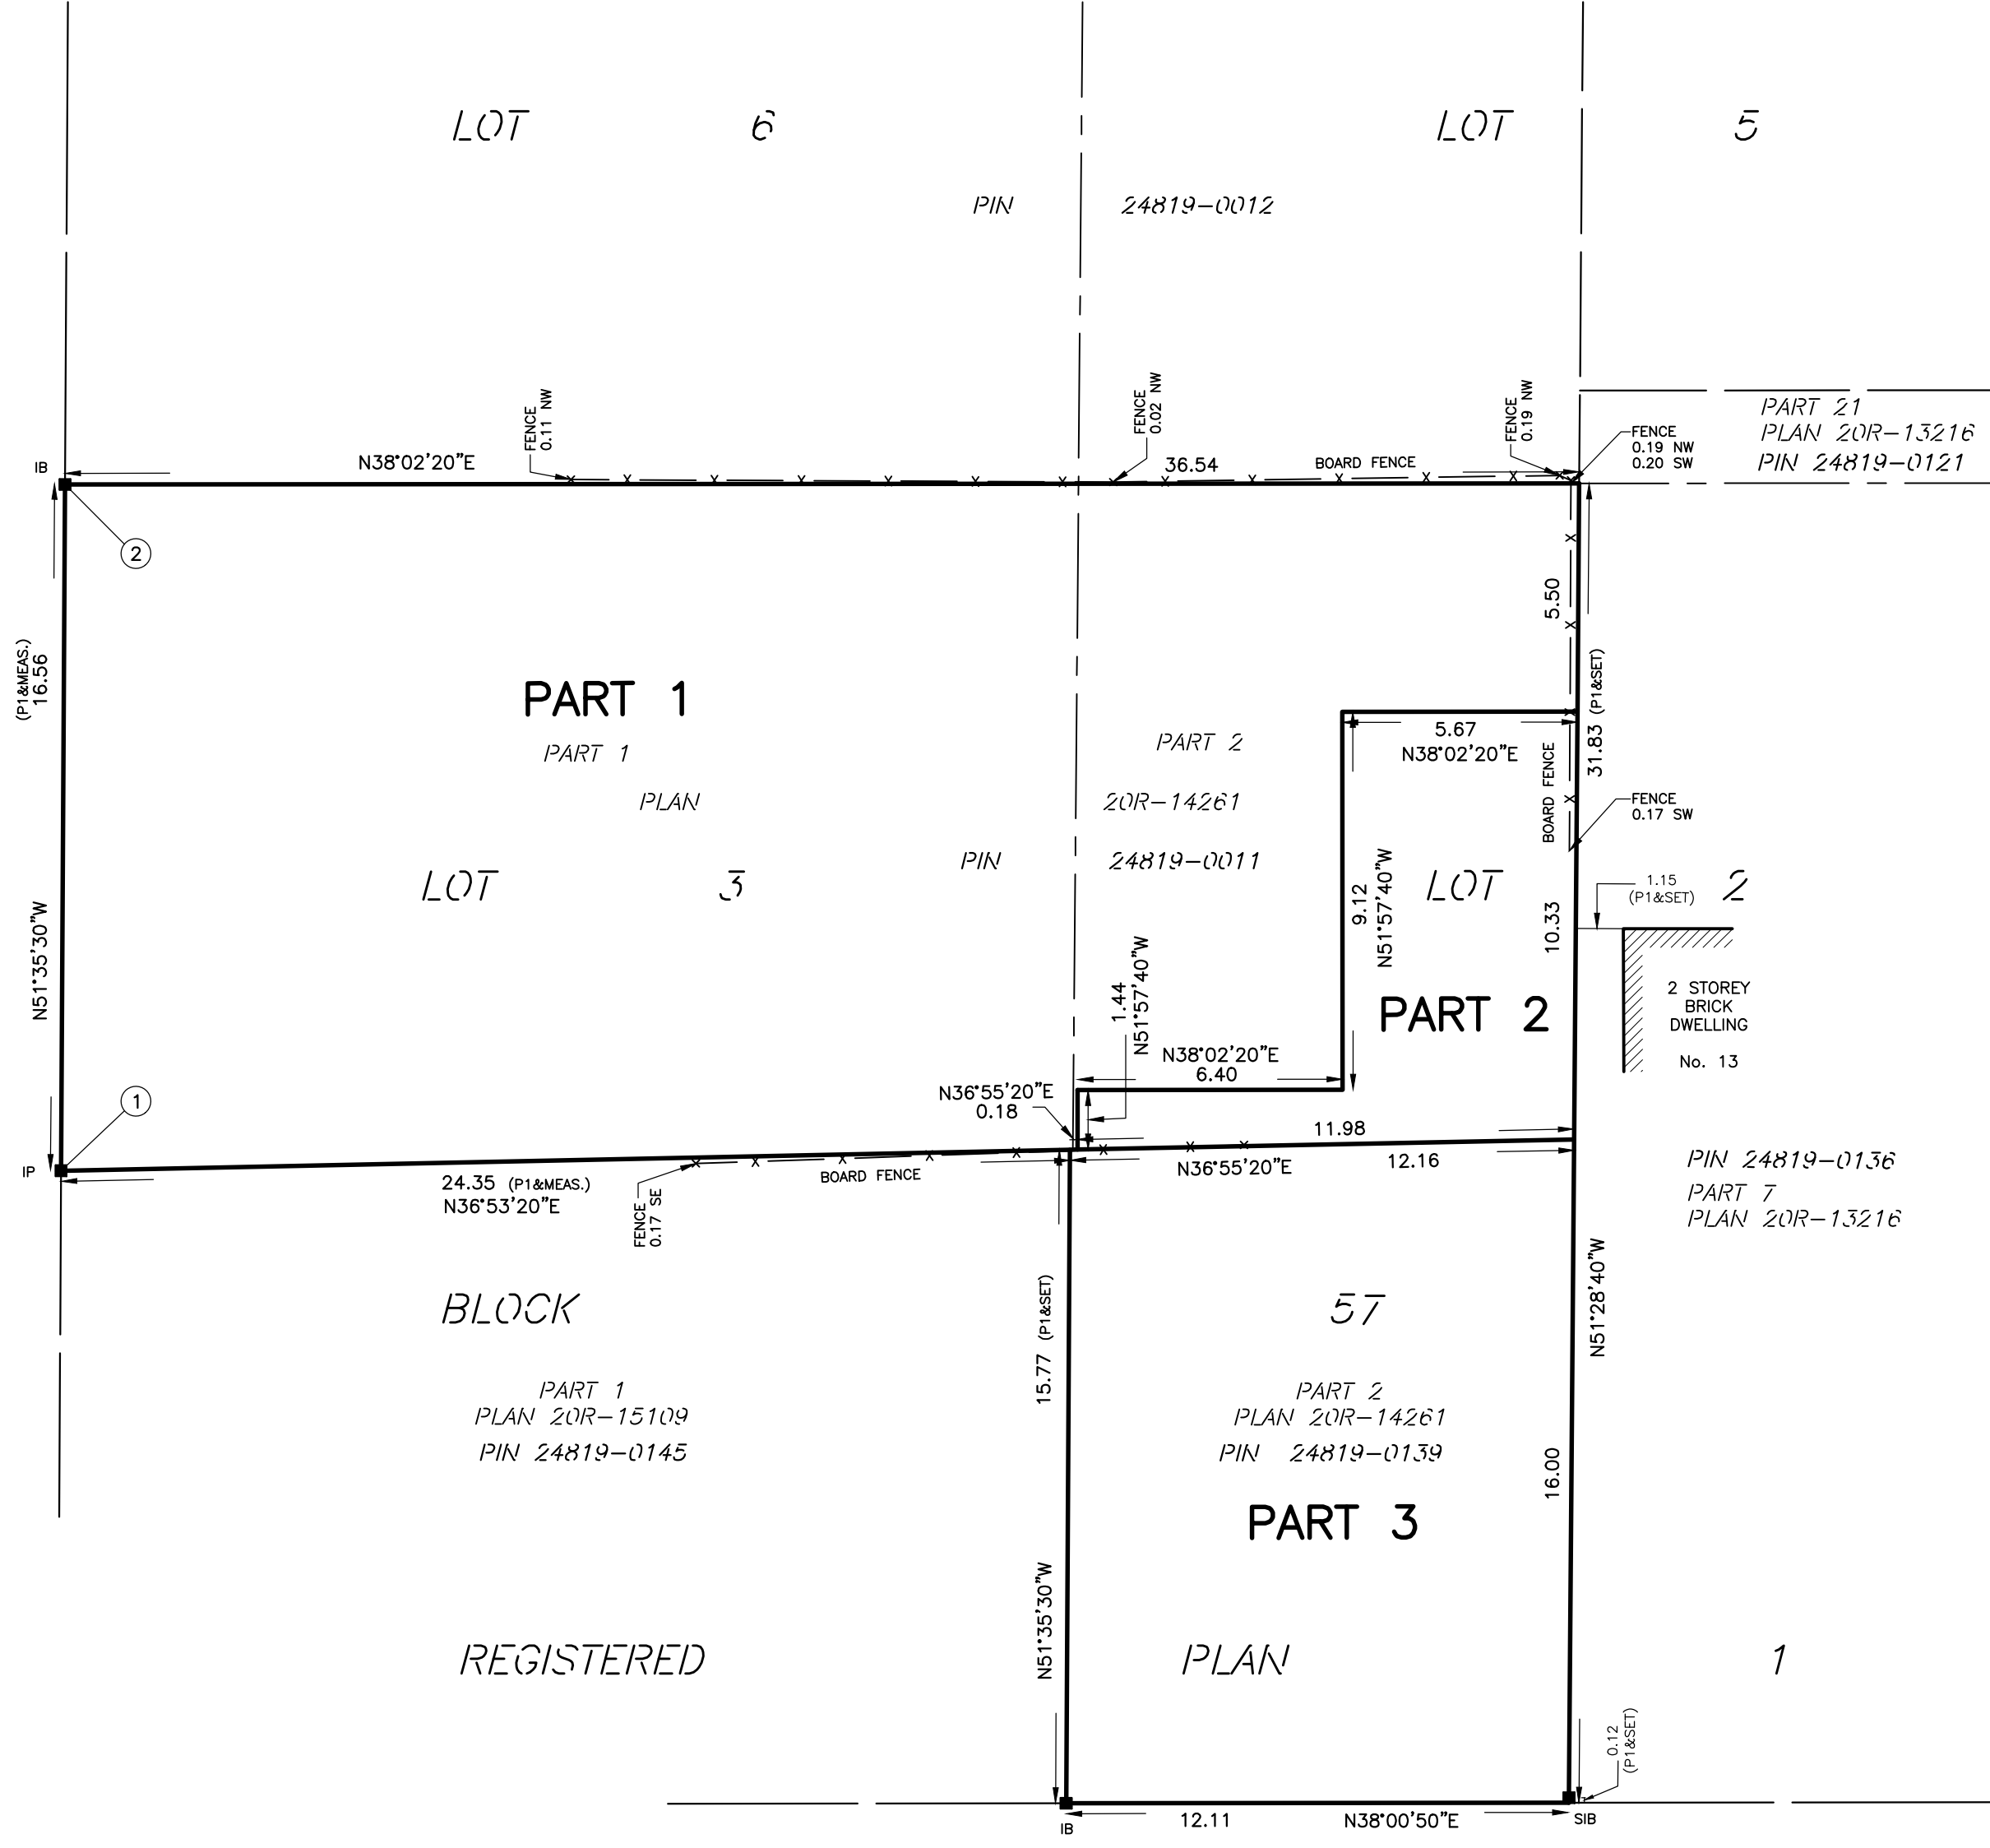 LOT 6
LOT 5
PIN 24819-0012
PART 21
PLAN 20R-13216
PIN 24819-0121
FENCE
0.11 NW
FENCE
0.02 NW
FENCE
0.19 NW
FENCE
0.19 NW
0.20 SW
IB
N38°02'20"E
36.54
BOARD FENCE
2
5.50
(P1&MEAS.)
16.56
N51°35'30"W
PART 1
PART 1
PLAN
PART 2
20R-14261
PIN 24819-0011
LOT 3
5.67
N38°02'20"E
31.83 (P1&SET)
BOARD FENCE
FENCE
0.17 SW
9.12
N51°57'40"W
LOT 2
10.33
1.15
(P1&SET)
PART 2
2 STOREY
BRICK
DWELLING
No. 13
1.44
N51°57'40"W
N38°02'20"E
6.40
N36°55'20"E
0.18
1
11.98
IP
24.35 (P1&MEAS.)
N36°53'20"E
FENCE
0.17 SE
BOARD FENCE
N36°55'20"E
12.16
PIN 24819-0136
PART 7
PLAN 20R-13216
N51°28'40"W
BLOCK 57
15.77 (P1&SET)
PART 1
PLAN 20R-15109
PIN 24819-0145
PART 2
PLAN 20R-14261
PIN 24819-0139
16.00
PART 3
N51°35'30"W
REGISTERED PLAN 1
0.12
(P1&SET)
IB
12.11
N38°00'50"E
SIB